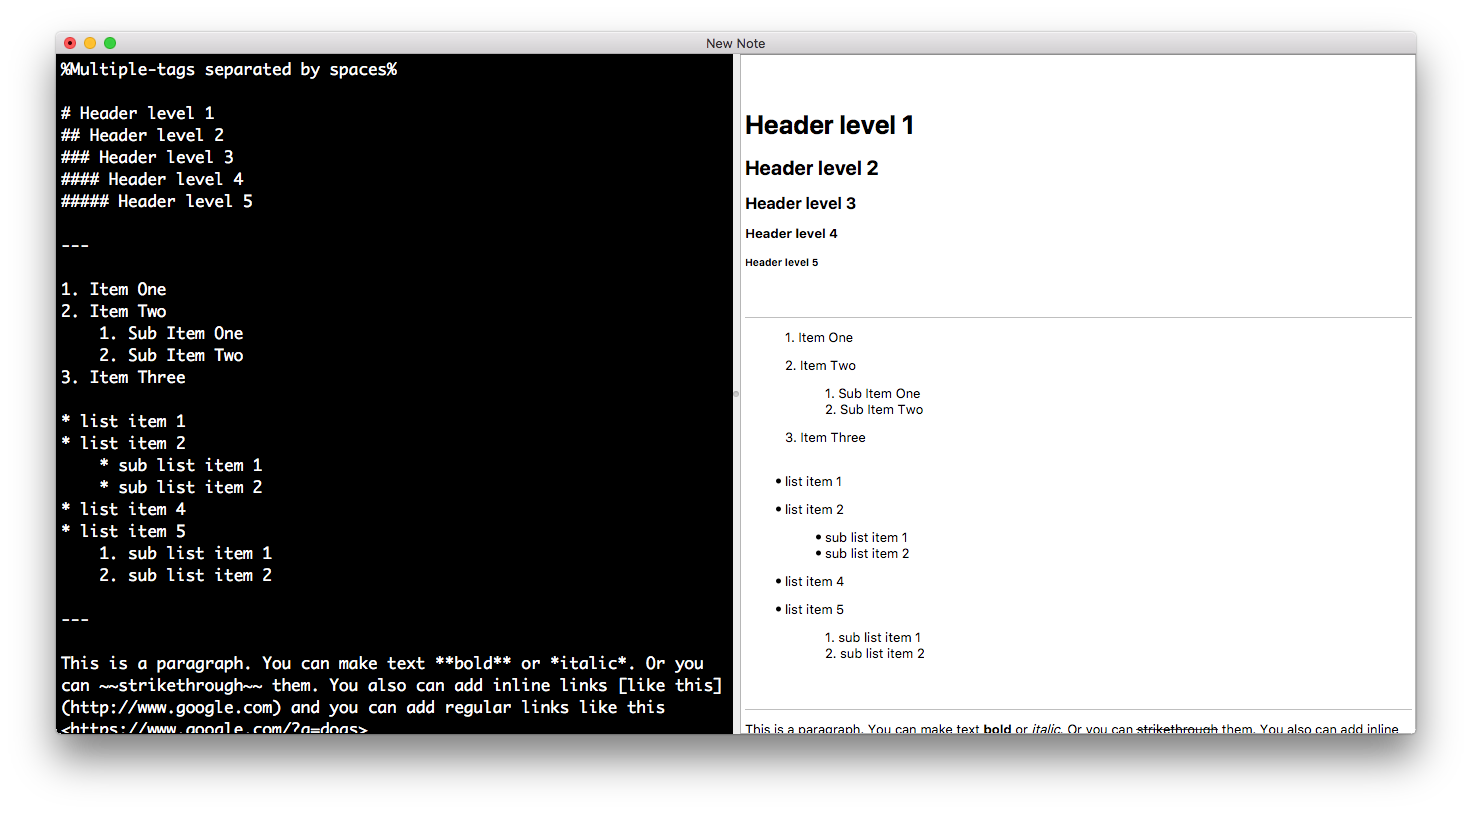 New Note
%Multiple-tags separated by spaces%
# Header level 1
## Header level 2
### Header level 3
#### Header level 4
##### Header level 5
---
1. Item One
2. Item Two
1. Sub Item One
2. Sub Item Two
3. Item Three
* list item 1
* list item 2
* sub list item 1
* sub list item 2
* list item 4
* list item 5
1. sub list item 1
2. sub list item 2
---
This is a paragraph. You can make text **bold** or *italic*. Or you
can ~~strikethrough~~ them. You also can add inline links [like this]
(http://www.google.com) and you can add regular links like this
<https://www.google.com/?q=dogs>
Header level 1
Header level 2
Header level 3
Header level 4
Header level 5
1. Item One
2. Item Two
1. Sub Item One
2. Sub Item Two
3. Item Three
• list item 1
• list item 2
• sub list item 1
• sub list item 2
• list item 4
• list item 5
1. sub list item 1
2. sub list item 2
This is a paragraph. You can make text bold or italic. Or you can strikethrough them. You also can add inline